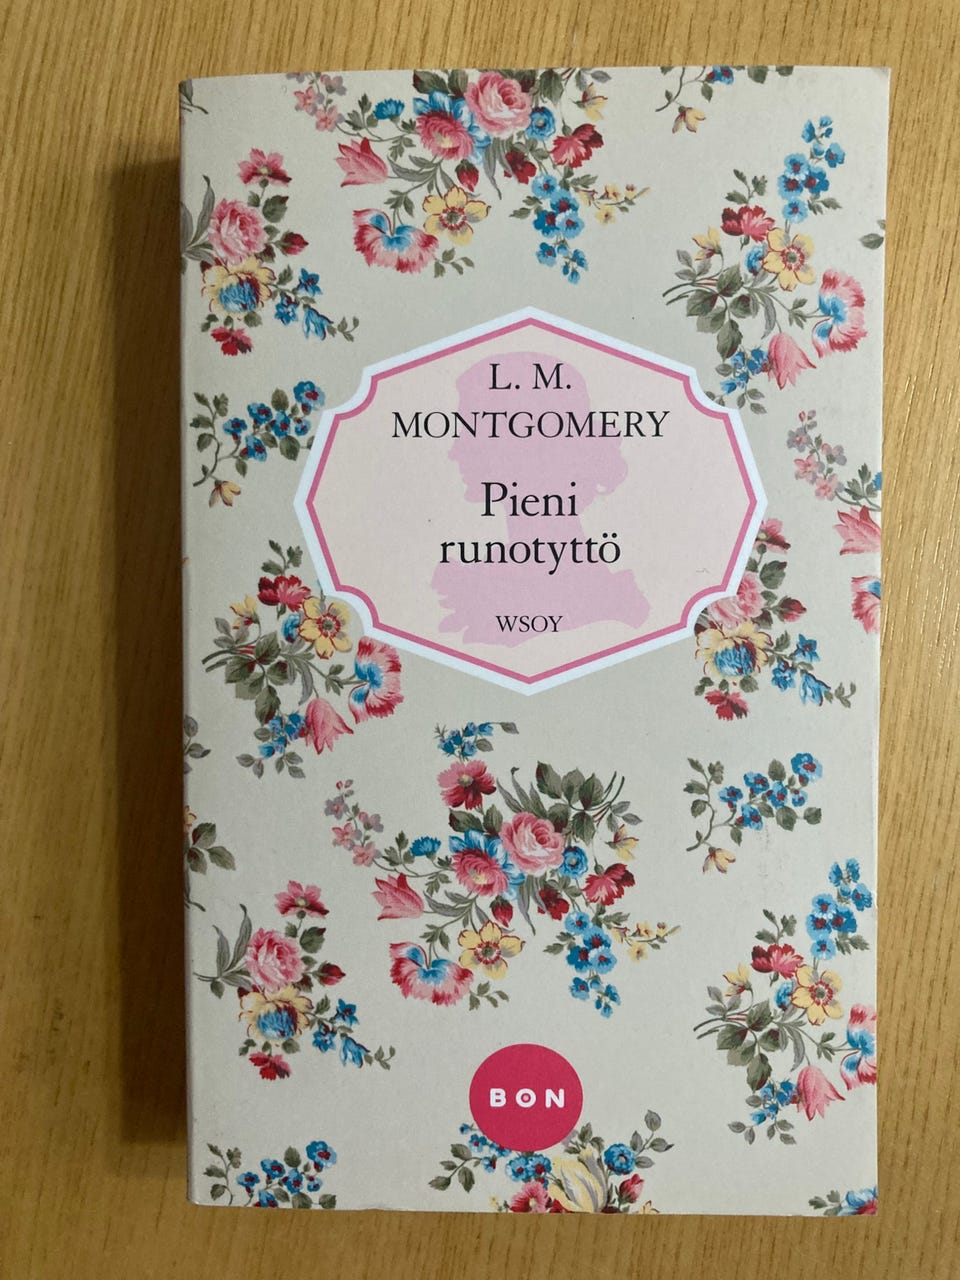 L. M.
MONTGOMERY
Pieni
runotyttö
WSOY
BON